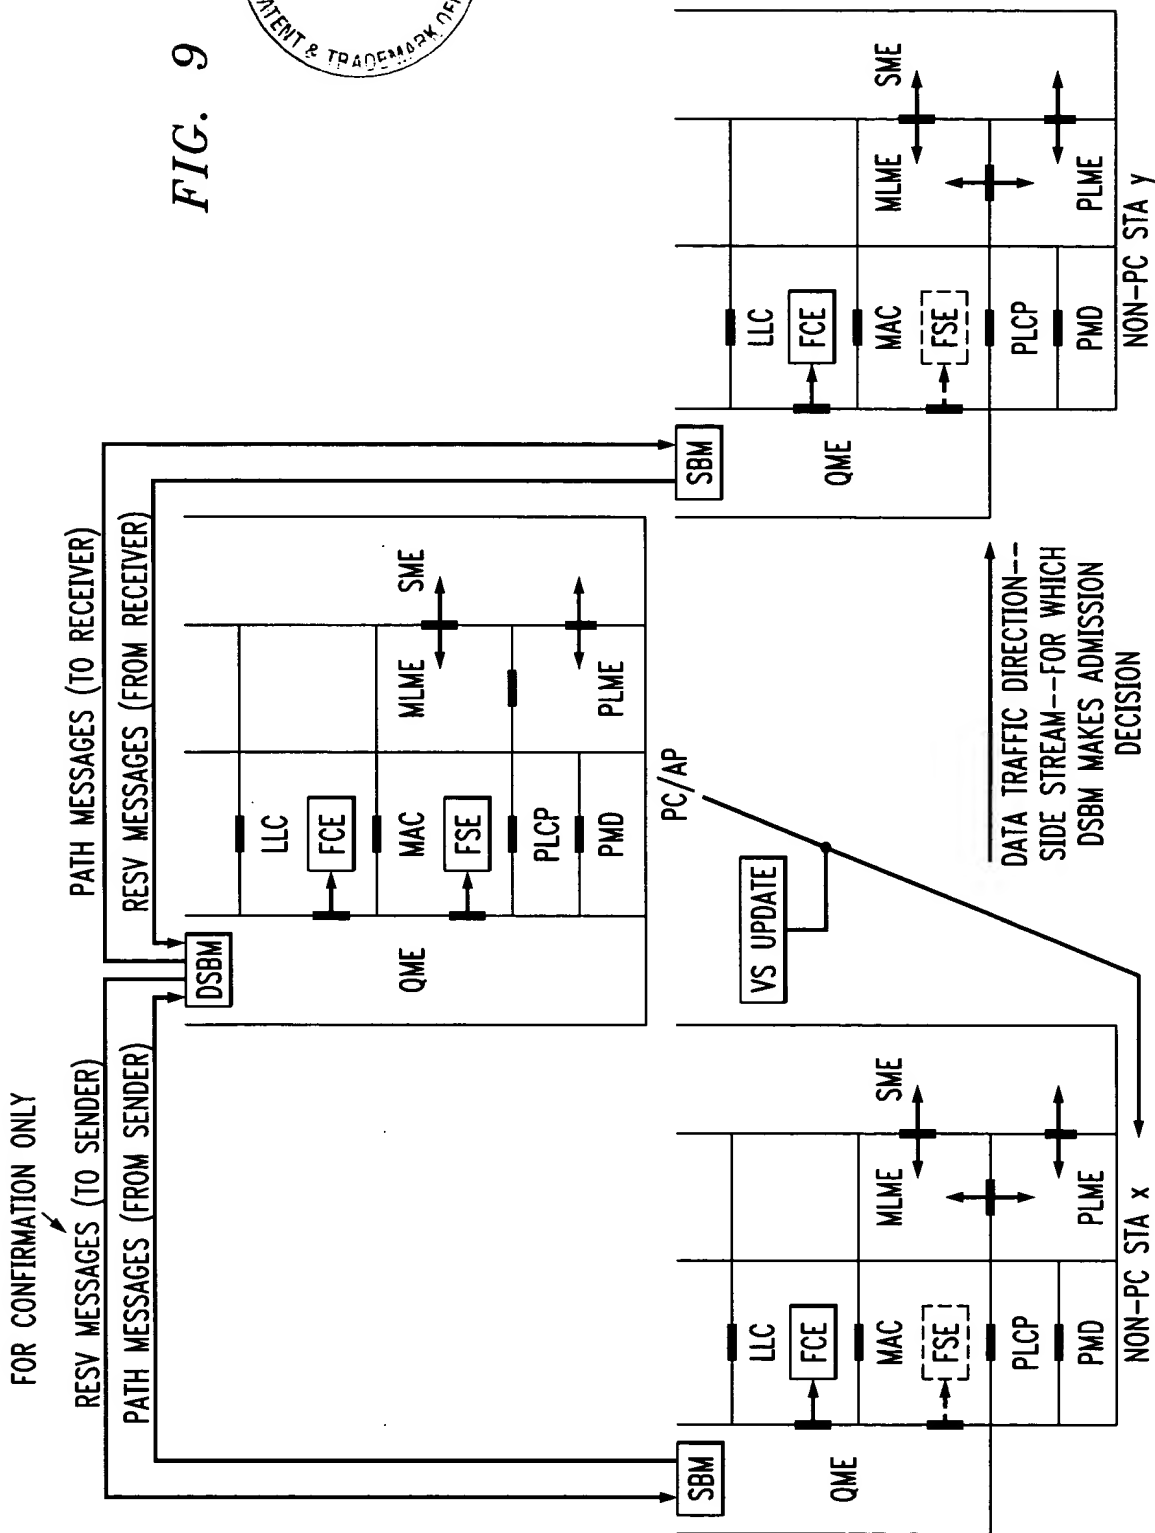 FIG. 9
PATENT & TRADEMARK
FOR CONFIRMATION ONLY
RESV MESSAGES (TO SENDER)
PATH MESSAGES (FROM SENDER)
PATH MESSAGES (TO RECEIVER)
RESV MESSAGES (FROM RECEIVER)
DSBM
QME
LLC
FCE
MAC
FSE
PLCP
PMD
MLME
SME
PLME
PC/AP
VS UPDATE
SBM
QME
LLC
FCE
MAC
FSE
PLCP
PMD
MLME
SME
PLME
NON-PC STA x
DATA TRAFFIC DIRECTION--
SIDE STREAM--FOR WHICH
DSBM MAKES ADMISSION
DECISION
SBM
QME
LLC
FCE
MAC
FSE
PLCP
PMD
MLME
SME
PLME
NON-PC STA y